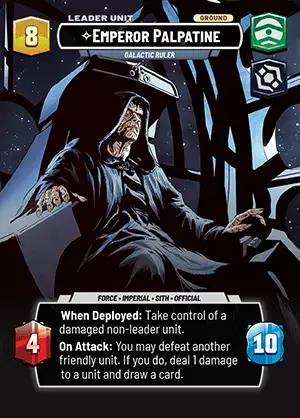 LEADER UNIT
GROUND
8
EMPEROR PALPATINE
GALACTIC RULER
FORCE • IMPERIAL • SITH • OFFICIAL
When Deployed: Take control of a
damaged non-leader unit.
On Attack: You may defeat another
friendly unit. If you do, deal 1 damage
to a unit and draw a card.
4
10